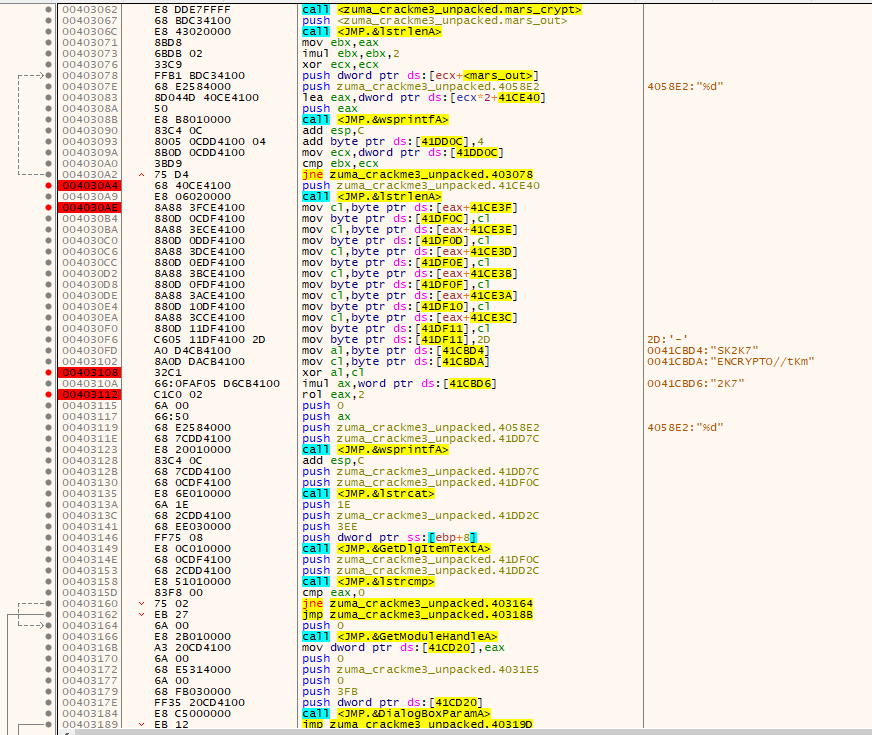 00403062 E8 DDE7FFFF call <zuma_crackme3_unpacked.mars_crypt>
00403067 68 BDC34100 push <zuma_crackme3_unpacked.mars_out>
0040306C E8 43020000 call <JMP.&lstrlenA>
00403071 8BD8 mov ebx,eax
00403073 6BDB 02 imul ebx,ebx,2
00403076 33C9 xor ecx,ecx
00403078 FFB1 BDC34100 push dword ptr ds:[ecx+<mars_out>]
0040307E 68 E2584000 push zuma_crackme3_unpacked.4058E2 4058E2:"%d"
00403083 8D044D 40CE4100 lea eax,dword ptr ds:[ecx*2+41CE40]
0040308A 50 push eax
0040308B E8 B8010000 call <JMP.&wsprintfA>
00403090 83C4 0C add esp,C
00403093 8005 0CDD4100 04 add byte ptr ds:[41DD0C],4
0040309A 8B0D 0CDD4100 mov ecx,dword ptr ds:[41DD0C]
004030A0 3BD9 cmp ebx,ecx
004030A2 75 D4 jne zuma_crackme3_unpacked.403078
004030A4 68 40CE4100 push zuma_crackme3_unpacked.41CE40
004030A9 E8 06020000 call <JMP.&lstrlenA>
004030AE 8A88 3FCE4100 mov cl,byte ptr ds:[eax+41CE3F]
004030B4 880D 0CDF4100 mov byte ptr ds:[41DF0C],cl
004030BA 8A88 3ECE4100 mov cl,byte ptr ds:[eax+41CE3E]
004030C0 880D 0DDF4100 mov byte ptr ds:[41DF0D],cl
004030C6 8A88 3DCE4100 mov cl,byte ptr ds:[eax+41CE3D]
004030CC 880D 0EDF4100 mov byte ptr ds:[41DF0E],cl
004030D2 8A88 3BCE4100 mov cl,byte ptr ds:[eax+41CE3B]
004030D8 880D 0FDF4100 mov byte ptr ds:[41DF0F],cl
004030DE 8A88 3ACE4100 mov cl,byte ptr ds:[eax+41CE3A]
004030E4 880D 10DF4100 mov byte ptr ds:[41DF10],cl
004030EA 8A88 3CCE4100 mov cl,byte ptr ds:[eax+41CE3C]
004030F0 880D 11DF4100 mov byte ptr ds:[41DF11],cl
004030F6 C605 11DF4100 2D mov byte ptr ds:[41DF11],2D 2D:'-'
004030FD A0 D4CB4100 mov al,byte ptr ds:[41CBD4] 0041CBD4:"SK2K7"
00403102 8A0D DACB4100 mov cl,byte ptr ds:[41CBDA] 0041CBDA:"ENCRYPTO//tKm"
00403108 32C1 xor al,cl
0040310A 66:0FAF05 D6CB4100 imul ax,word ptr ds:[41CBD6] 0041CBD6:"2K7"
00403112 C1C0 02 rol eax,2
00403115 6A 00 push 0
00403117 66:50 push ax
00403119 68 E2584000 push zuma_crackme3_unpacked.4058E2 4058E2:"%d"
0040311E 68 7CDD4100 push zuma_crackme3_unpacked.41DD7C
00403123 E8 20010000 call <JMP.&wsprintfA>
00403128 83C4 0C add esp,C
0040312B 68 7CDD4100 push zuma_crackme3_unpacked.41DD7C
00403130 68 0CDF4100 push zuma_crackme3_unpacked.41DF0C
00403135 E8 6E010000 call <JMP.&lstrcat>
0040313A 6A 1E push 1E
0040313C 68 2CDD4100 push zuma_crackme3_unpacked.41DD2C
00403141 68 EE030000 push 3EE
00403146 FF75 08 push dword ptr ss:[ebp+8]
00403149 E8 0C010000 call <JMP.&GetDlgItemTextA>
0040314E 68 0CDF4100 push zuma_crackme3_unpacked.41DF0C
00403153 68 2CDD4100 push zuma_crackme3_unpacked.41DD2C
00403158 E8 51010000 call <JMP.&lstrcmp>
0040315D 83F8 00 cmp eax,0
00403160 75 02 jne zuma_crackme3_unpacked.403164
00403162 EB 27 jmp zuma_crackme3_unpacked.40318B
00403164 6A 00 push 0
00403166 E8 2B010000 call <JMP.&GetModuleHandleA>
0040316B A3 20CD4100 mov dword ptr ds:[41CD20],eax
00403170 6A 00 push 0
00403172 68 E5314000 push zuma_crackme3_unpacked.4031E5
00403177 6A 00 push 0
00403179 68 FB030000 push 3FB
0040317E FF35 20CD4100 push dword ptr ds:[41CD20]
00403184 E8 C5000000 call <JMP.&DialogBoxParamA>
00403189 EB 12 jmp zuma_crackme3_unpacked.40319D